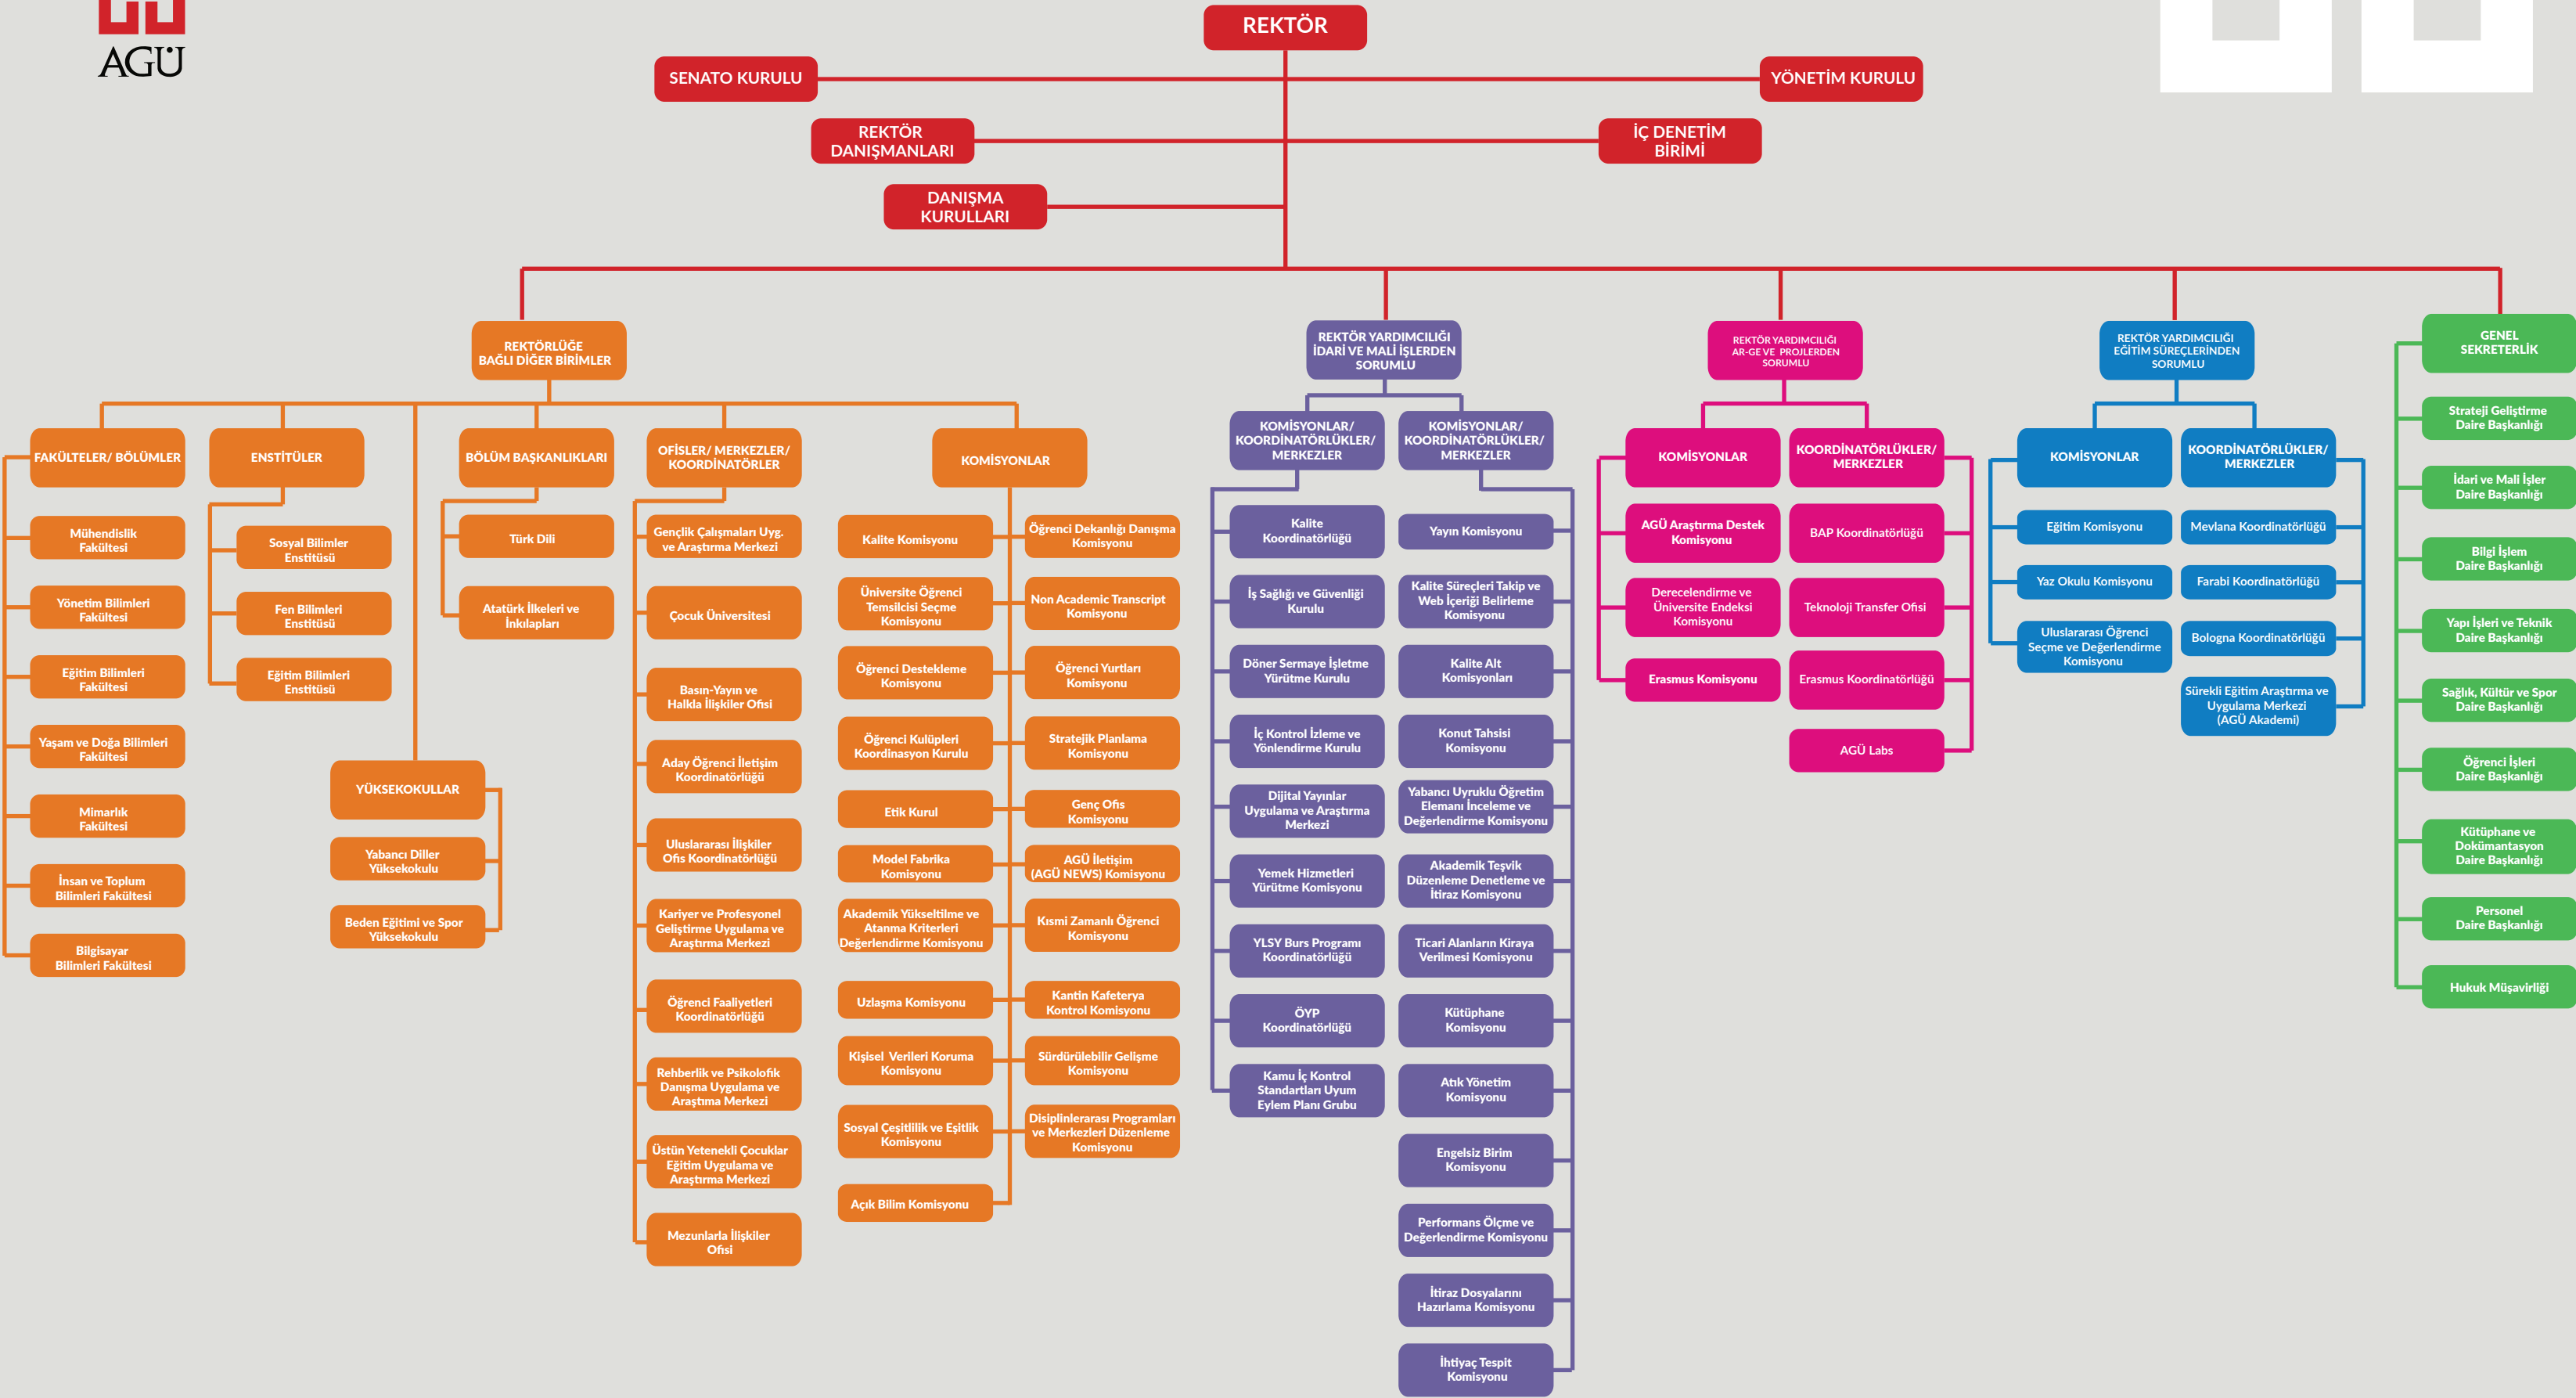 AGÜ
REKTÖR
SENATO KURULU
YÖNETİM KURULU
REKTÖR
DANIŞMANLARI
İÇ DENETİM
BİRİMİ
DANIŞMA
KURULLARI
REKTÖRLÜĞE
BAĞLI DİĞER BİRİMLER
FAKÜLTELER/ BÖLÜMLER
Mühendislik
Fakültesi
Yönetim Bilimleri
Fakültesi
Eğitim Bilimleri
Fakültesi
Yaşam ve Doğa Bilimleri
Fakültesi
Mimarlık
Fakültesi
İnsan ve Toplum
Bilimleri Fakültesi
Bilgisayar
Bilimleri Fakültesi
ENSTİTÜLER
Sosyal Bilimler
Enstitüsü
Fen Bilimleri
Enstitüsü
Eğitim Bilimleri
Enstitüsü
YÜKSEKOKULLAR
Yabancı Diller
Yüksekokulu
Beden Eğitimi ve Spor
Yüksekokulu
BÖLÜM BAŞKANLIKLARI
Türk Dili
Atatürk İlkeleri ve
İnkılapları
OFİSLER/ MERKEZLER/
KOORDİNATÖRLER
Gençlik Çalışmaları Uyg.
ve Araştırma Merkezi
Çocuk Üniversitesi
Basın-Yayın ve
Halkla İlişkiler Ofisi
Aday Öğrenci İletişim
Koordinatörlüğü
Uluslararası İlişkiler
Ofis Koordinatörlüğü
Kariyer ve Profesyonel
Geliştirme Uygulama ve
Araştırma Merkezi
Öğrenci Faaliyetleri
Koordinatörlüğü
Rehberlik ve Psikolofik
Danışma Uygulama ve
Araştıma Merkezi
Üstün Yetenekli Çocuklar
Eğitim Uygulama ve
Araştırma Merkezi
Mezunlarla İlişkiler
Ofisi
KOMİSYONLAR
Kalite Komisyonu
Üniversite Öğrenci
Temsilcisi Seçme
Komisyonu
Öğrenci Destekleme
Komisyonu
Öğrenci Kulüpleri
Koordinasyon Kurulu
Etik Kurul
Model Fabrika
Komisyonu
Akademik Yükseltilme ve
Atanma Kriterleri
Değerlendirme Komisyonu
Uzlaşma Komisyonu
Kişisel Verileri Koruma
Komisyonu
Sosyal Çeşitlilik ve Eşitlik
Komisyonu
Açık Bilim Komisyonu
Öğrenci Dekanlığı Danışma
Komisyonu
Non Academic Transcript
Komisyonu
Öğrenci Yurtları
Komisyonu
Stratejik Planlama
Komisyonu
Genç Ofis
Komisyonu
AGÜ İletişim
(AGÜ NEWS) Komisyonu
Kısmi Zamanlı Öğrenci
Komisyonu
Kantin Kafeterya
Kontrol Komisyonu
Sürdürülebilir Gelişme
Komisyonu
Disiplinlerarası Programları
ve Merkezleri Düzenleme
Komisyonu
REKTÖR YARDIMCILIĞI
İDARİ VE MALİ İŞLERDEN
SORUMLU
KOMİSYONLAR/
KOORDİNATÖRLÜKLER/
MERKEZLER
Kalite
Koordinatörlüğü
İş Sağlığı ve Güvenliği
Kurulu
Döner Sermaye İşletme
Yürütme Kurulu
İç Kontrol İzleme ve
Yönlendirme Kurulu
Dijital Yayınlar
Uygulama ve Araştırma
Merkezi
Yemek Hizmetleri
Yürütme Komisyonu
YLSY Burs Programı
Koordinatörlüğü
ÖYP
Koordinatörlüğü
Kamu İç Kontrol
Standartları Uyum
Eylem Planı Grubu
KOMİSYONLAR/
KOORDİNATÖRLÜKLER/
MERKEZLER
Yayın Komisyonu
Kalite Süreçleri Takip ve
Web İçeriği Belirleme
Komisyonu
Kalite Alt
Komisyonları
Konut Tahsisi
Komisyonu
Yabancı Uyruklu Öğretim
Elemanı İnceleme ve
Değerlendirme Komisyonu
Akademik Teşvik
Düzenleme Denetleme ve
İtiraz Komisyonu
Ticari Alanların Kiraya
Verilmesi Komisyonu
Kütüphane
Komisyonu
Atık Yönetim
Komisyonu
Engelsiz Birim
Komisyonu
Performans Ölçme ve
Değerlendirme Komisyonu
İtiraz Dosyalarını
Hazırlama Komisyonu
İhtiyaç Tespit
Komisyonu
REKTÖR YARDIMCILIĞI
AR-GE VE PROJLERDEN
SORUMLU
KOMİSYONLAR
AGÜ Araştırma Destek
Komisyonu
Derecelendirme ve
Üniversite Endeksi
Komisyonu
Erasmus Komisyonu
KOORDİNATÖRLÜKLER/
MERKEZLER
BAP Koordinatörlüğü
Teknoloji Transfer Ofisi
Erasmus Koordinatörlüğü
AGÜ Labs
REKTÖR YARDIMCILIĞI
EĞİTİM SÜREÇLERİNDEN
SORUMLU
KOMİSYONLAR
Eğitim Komisyonu
Yaz Okulu Komisyonu
Uluslararası Öğrenci
Seçme ve Değerlendirme
Komisyonu
KOORDİNATÖRLÜKLER/
MERKEZLER
Mevlana Koordinatörlüğü
Farabi Koordinatörlüğü
Bologna Koordinatörlüğü
Sürekli Eğitim Araştırma ve
Uygulama Merkezi
(AGÜ Akademi)
GENEL
SEKRETERLİK
Strateji Geliştirme
Daire Başkanlığı
İdari ve Mali İşler
Daire Başkanlığı
Bilgi İşlem
Daire Başkanlığı
Yapı İşleri ve Teknik
Daire Başkanlığı
Sağlık, Kültür ve Spor
Daire Başkanlığı
Öğrenci İşleri
Daire Başkanlığı
Kütüphane ve
Dokümantasyon
Daire Başkanlığı
Personel
Daire Başkanlığı
Hukuk Müşavirliği